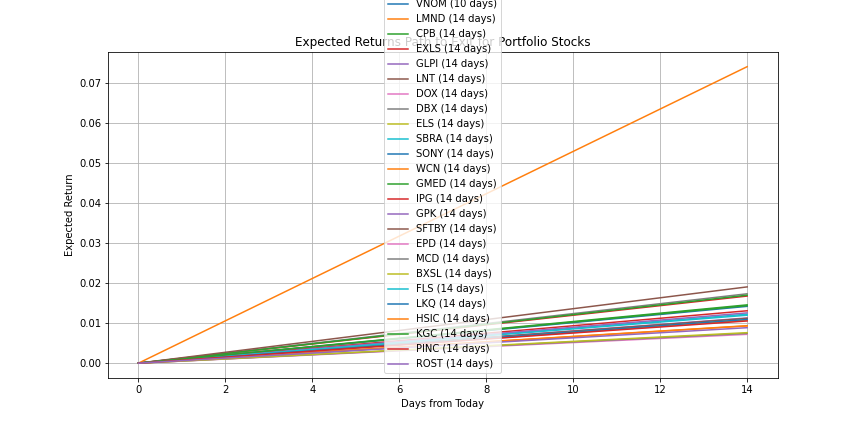 VNOM (10 days)
Expected Returns Path to Exit for Portfolio Stocks
LMND (14 days)
CPB (14 days)
EXLS (14 days)
GLPI (14 days)
LNT (14 days)
DOX (14 days)
DBX (14 days)
ELS (14 days)
SBRA (14 days)
SONY (14 days)
WCN (14 days)
GMED (14 days)
IPG (14 days)
GPK (14 days)
SFTBY (14 days)
EPD (14 days)
MCD (14 days)
BXSL (14 days)
FLS (14 days)
LKQ (14 days)
HSIC (14 days)
KGC (14 days)
PINC (14 days)
ROST (14 days)
Expected Return
0.07
0.06
0.05
0.04
0.03
0.02
0.01
0.00
0 2 4 6 8 10 12 14
Days from Today